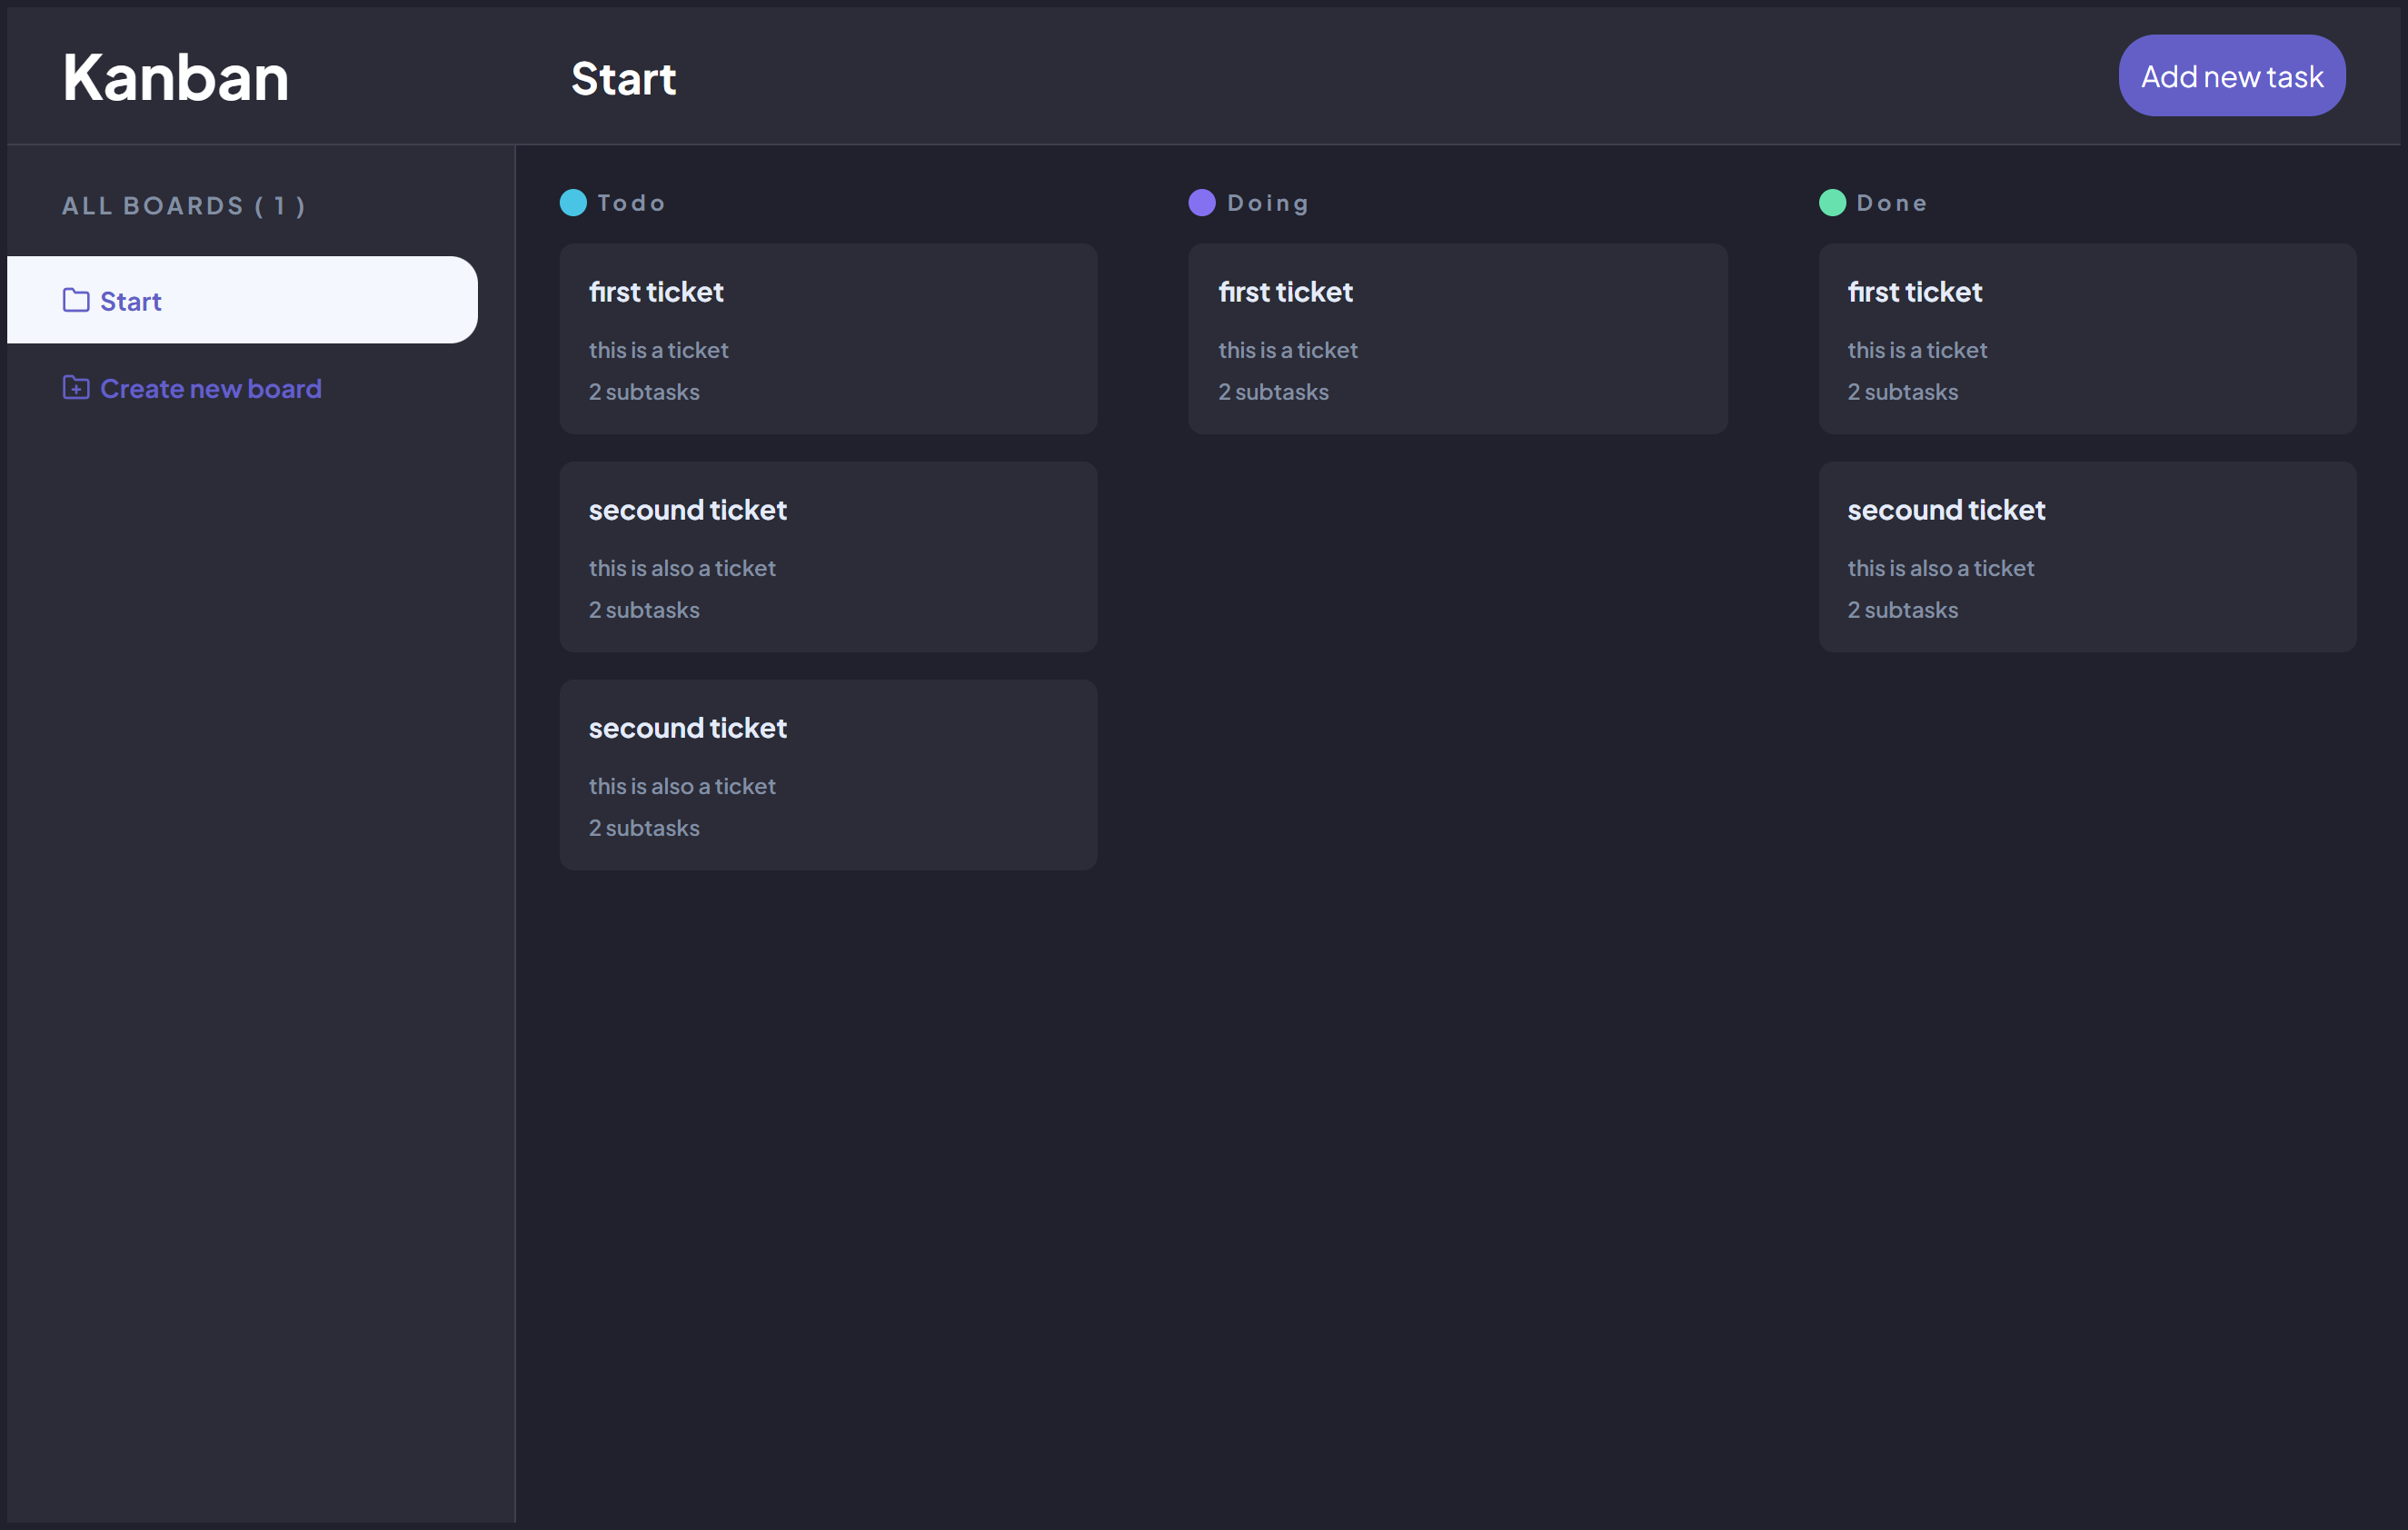 Kanban
Start
Add new task
ALL BOARDS ( 1 )
Start
Create new board
Todo
first ticket
this is a ticket
2 subtasks
secound ticket
this is also a ticket
2 subtasks
secound ticket
this is also a ticket
2 subtasks
Doing
first ticket
this is a ticket
2 subtasks
Done
first ticket
this is a ticket
2 subtasks
secound ticket
this is also a ticket
2 subtasks